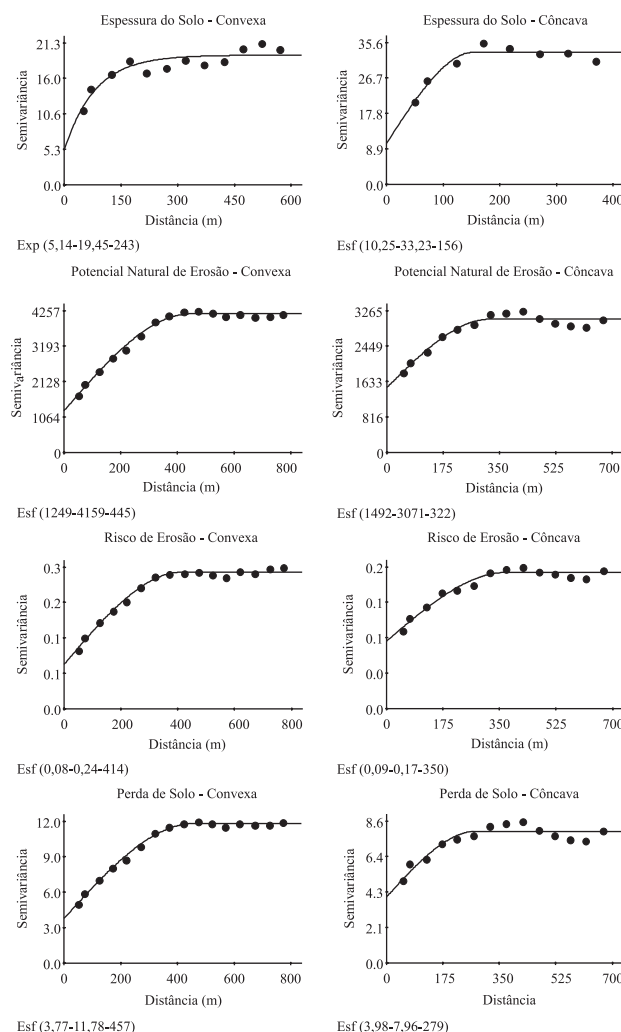 Espessura do Solo - Convexa
Semivariância
21.3
16.0
10.6
5.3
0.0
0 150 300 450 600
Distância (m)
Exp (5,14-19,45-243)
Espessura do Solo - Côncava
Semivariância
35.6
26.7
17.8
8.9
0.0
0 100 200 300 400
Distância (m)
Esf (10,25-33,23-156)
Potencial Natural de Erosão - Convexa
Semivariância
4257
3193
2128
1064
0
0 200 400 600 800
Distância (m)
Esf (1249-4159-445)
Potencial Natural de Erosão - Côncava
Semivariância
3265
2449
1633
816
0
0 175 350 525 700
Distância (m)
Esf (1492-3071-322)
Risco de Erosão - Convexa
Semivariância
0.3
0.2
0.1
0.1
0.0
0 200 400 600 800
Distância (m)
Esf (0,08-0,24-414)
Risco de Erosão - Côncava
Semivariância
0.2
0.1
0.1
0.0
0.0
0 175 350 525 700
Distância (m)
Esf (0,09-0,17-350)
Perda de Solo - Convexa
Semivariância
12.0
9.0
6.0
3.0
0.0
0 200 400 600 800
Distância (m)
Esf (3,77-11,78-457)
Perda de Solo - Côncava
Semivariância
8.6
6.4
4.3
2.1
0.0
0 175 350 525 700
Distância
Esf (3,98-7,96-279)